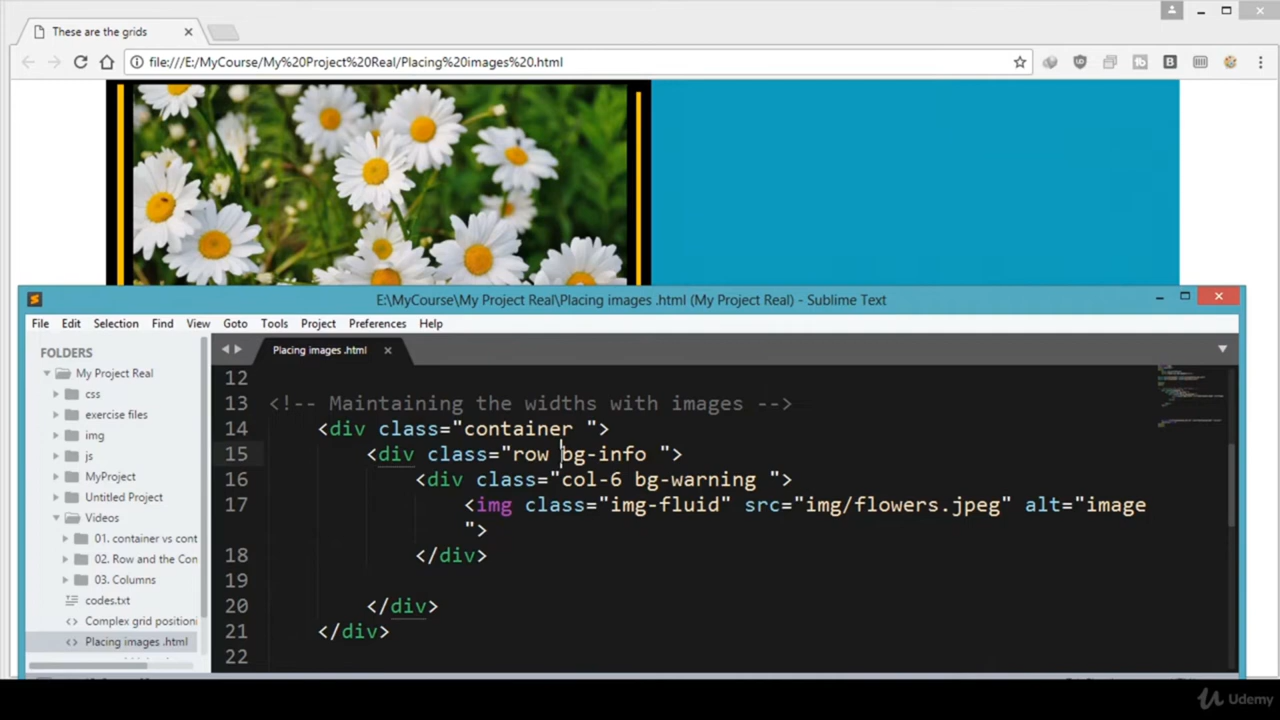 These are the grids
file:///E:/MyCourse/My%20Project%20Real/Placing%20images%20.html
E:\MyCourse\My Project Real\Placing images .html (My Project Real) - Sublime Text
File Edit Selection Find View Goto Tools Project Preferences Help
FOLDERS
My Project Real
css
exercise files
img
js
MyProject
Untitled Project
Videos
01. container vs cont
02. Row and the Con
03. Columns
codes.txt
Complex grid positioni
Placing images .html
Placing images .html
12
13 <!-- Maintaining the widths with images -->
14 <div class="container ">
15 <div class="row bg-info ">
16 <div class="col-6 bg-warning ">
17 <img class="img-fluid" src="img/flowers.jpeg" alt="image
">
18 </div>
19
20 </div>
21 </div>
22
Udemy